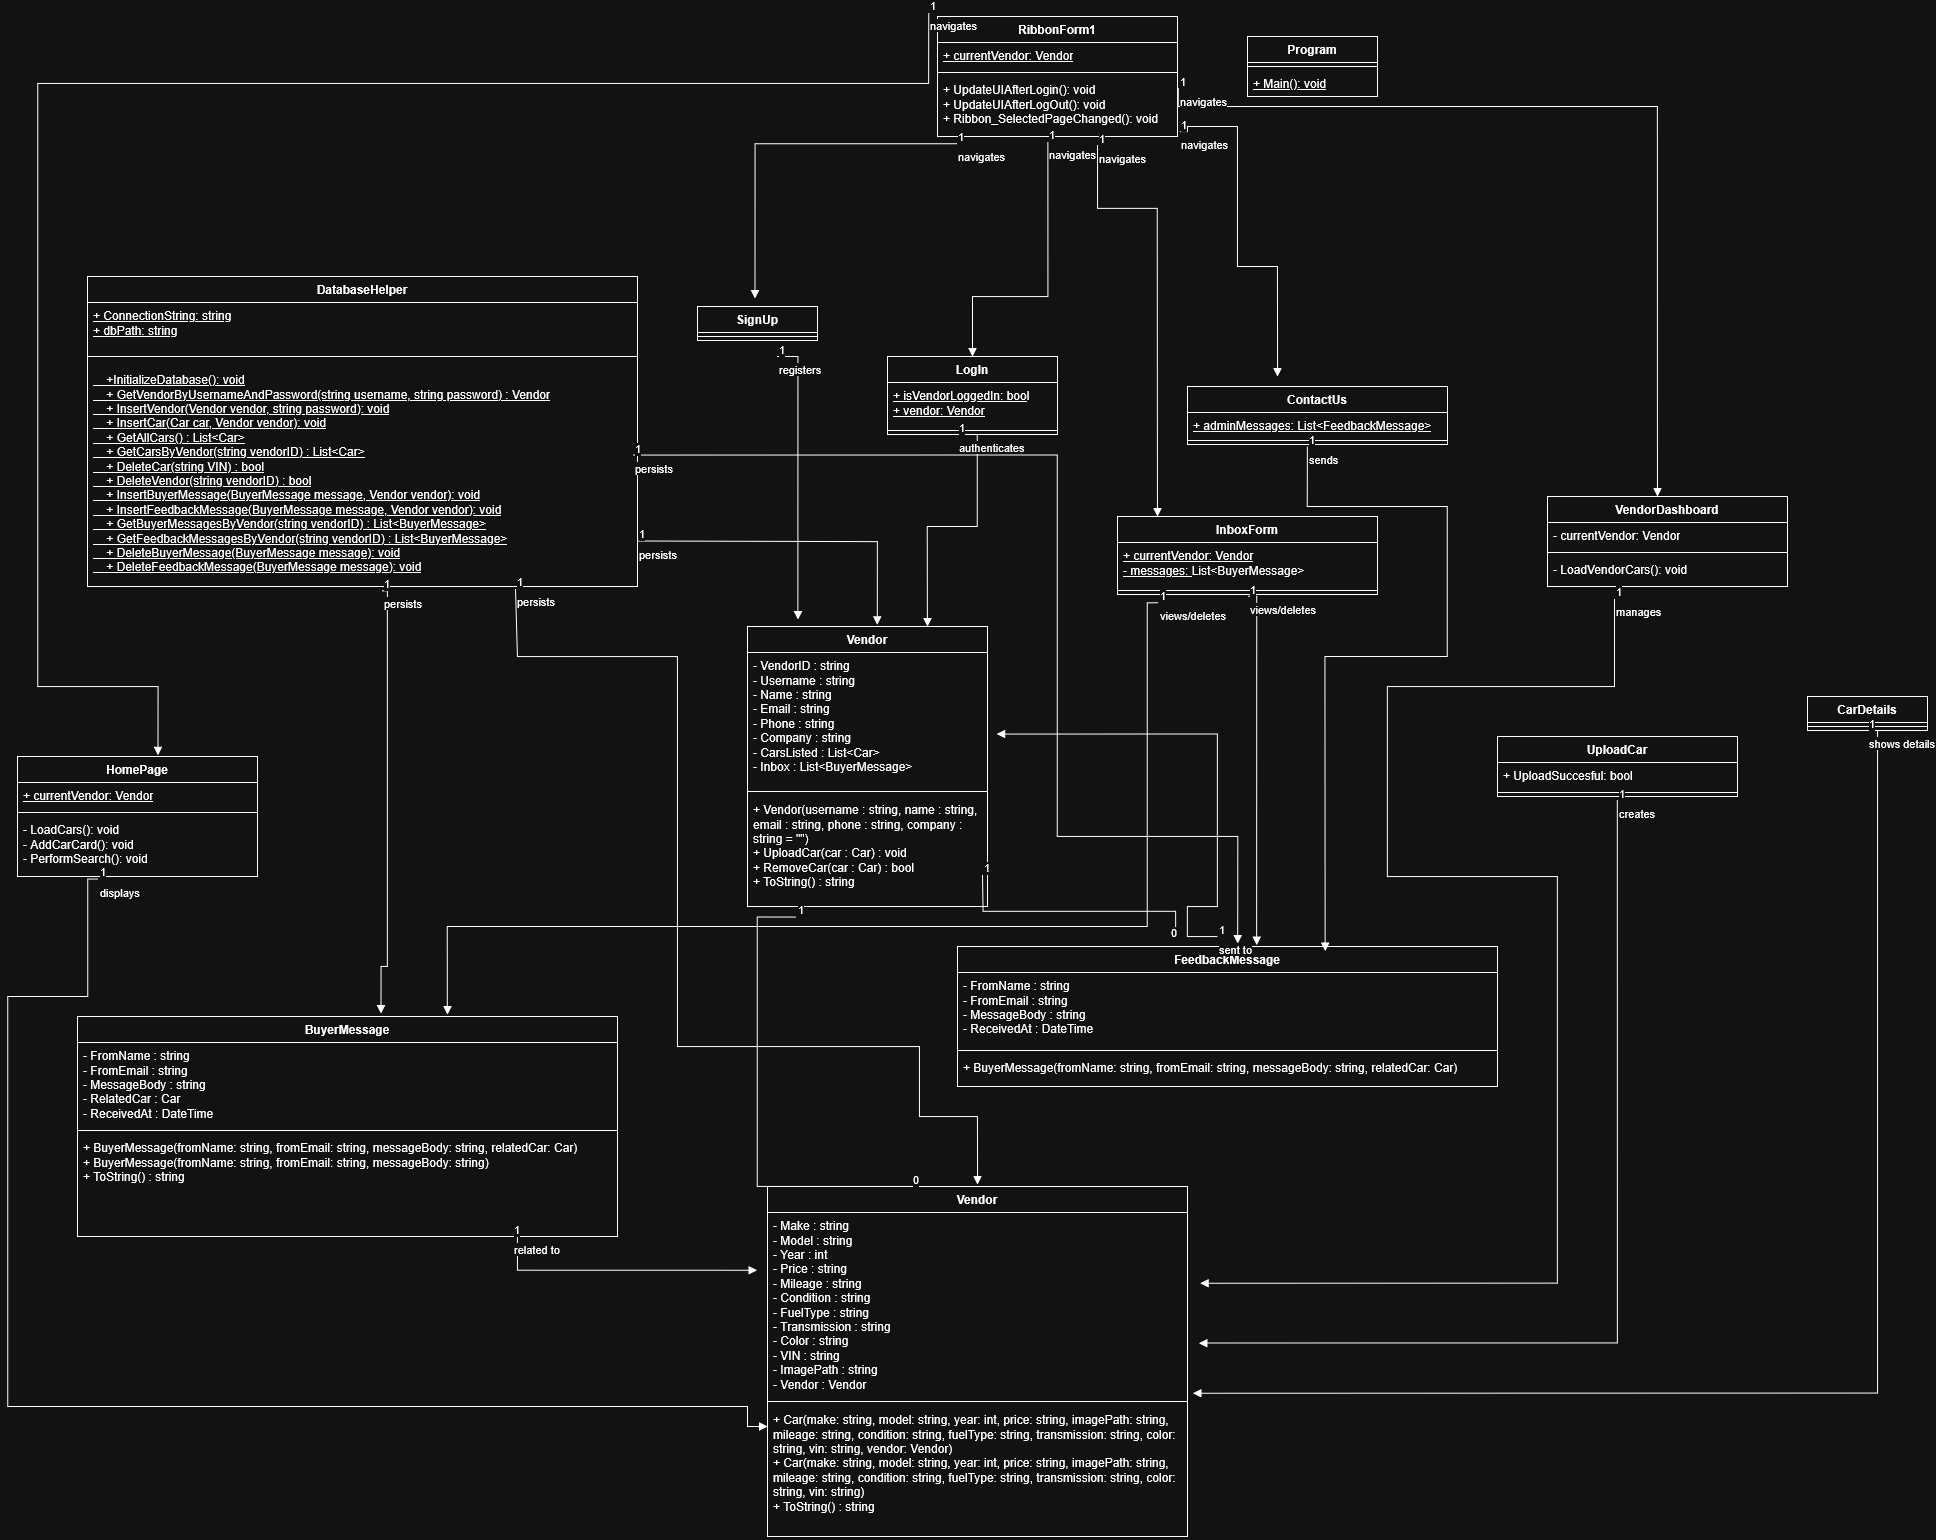 1
navigates
RibbonForm1
+ currentVendor: Vendor
+ UpdateUIAfterLogin(): void
+ UpdateUIAfterLogOut(): void
+ Ribbon_SelectedPageChanged(): void
Program
+ Main(): void
1
navigates
1
navigates
1
navigates
1
navigates
1
navigates
DatabaseHelper
+ ConnectionString: string
+ dbPath: string
+InitializeDatabase(): void
+ GetVendorByUsernameAndPassword(string username, string password) : Vendor
+ InsertVendor(Vendor vendor, string password): void
+ InsertCar(Car car, Vendor vendor): void
+ GetAllCars() : List<Car>
+ GetCarsByVendor(string vendorID) : List<Car>
+ DeleteCar(string VIN) : bool
+ DeleteVendor(string vendorID) : bool
+ InsertBuyerMessage(BuyerMessage message, Vendor vendor): void
+ InsertFeedbackMessage(BuyerMessage message, Vendor vendor): void
+ GetBuyerMessagesByVendor(string vendorID) : List<BuyerMessage>
+ GetFeedbackMessagesByVendor(string vendorID) : List<BuyerMessage>
+ DeleteBuyerMessage(BuyerMessage message): void
+ DeleteFeedbackMessage(BuyerMessage message): void
1
persists
1
persists
1
persists
1
persists
SignUp
1
registers
LogIn
+ isVendorLoggedIn: bool
+ vendor: Vendor
1
authenticates
ContactUs
+ adminMessages: List<FeedbackMessage>
1
sends
InboxForm
+ currentVendor: Vendor
- messages: List<BuyerMessage>
1
views/deletes
1
views/deletes
VendorDashboard
- currentVendor: Vendor
- LoadVendorCars(): void
1
manages
Vendor
- VendorID : string
- Username : string
- Name : string
- Email : string
- Phone : string
- Company : string
- CarsListed : List<Car>
- Inbox : List<BuyerMessage>
+ Vendor(username : string, name : string,
email : string, phone : string, company :
string = "")
+ UploadCar(car : Car) : void
+ RemoveCar(car : Car) : bool
+ ToString() : string
1
1
0
CarDetails
1
shows details
UploadCar
+ UploadSuccesful: bool
1
creates
HomePage
+ currentVendor: Vendor
- LoadCars(): void
- AddCarCard(): void
- PerformSearch(): void
1
displays
1
sent to
FeedbackMessage
- FromName : string
- FromEmail : string
- MessageBody : string
- ReceivedAt : DateTime
+ BuyerMessage(fromName: string, fromEmail: string, messageBody: string, relatedCar: Car)
BuyerMessage
- FromName : string
- FromEmail : string
- MessageBody : string
- RelatedCar : Car
- ReceivedAt : DateTime
+ BuyerMessage(fromName: string, fromEmail: string, messageBody: string, relatedCar: Car)
+ BuyerMessage(fromName: string, fromEmail: string, messageBody: string)
+ ToString() : string
1
related to
0
Vendor
- Make : string
- Model : string
- Year : int
- Price : string
- Mileage : string
- Condition : string
- FuelType : string
- Transmission : string
- Color : string
- VIN : string
- ImagePath : string
- Vendor : Vendor
+ Car(make: string, model: string, year: int, price: string, imagePath: string,
mileage: string, condition: string, fuelType: string, transmission: string, color:
string, vin: string, vendor: Vendor)
+ Car(make: string, model: string, year: int, price: string, imagePath: string,
mileage: string, condition: string, fuelType: string, transmission: string, color:
string, vin: string)
+ ToString() : string